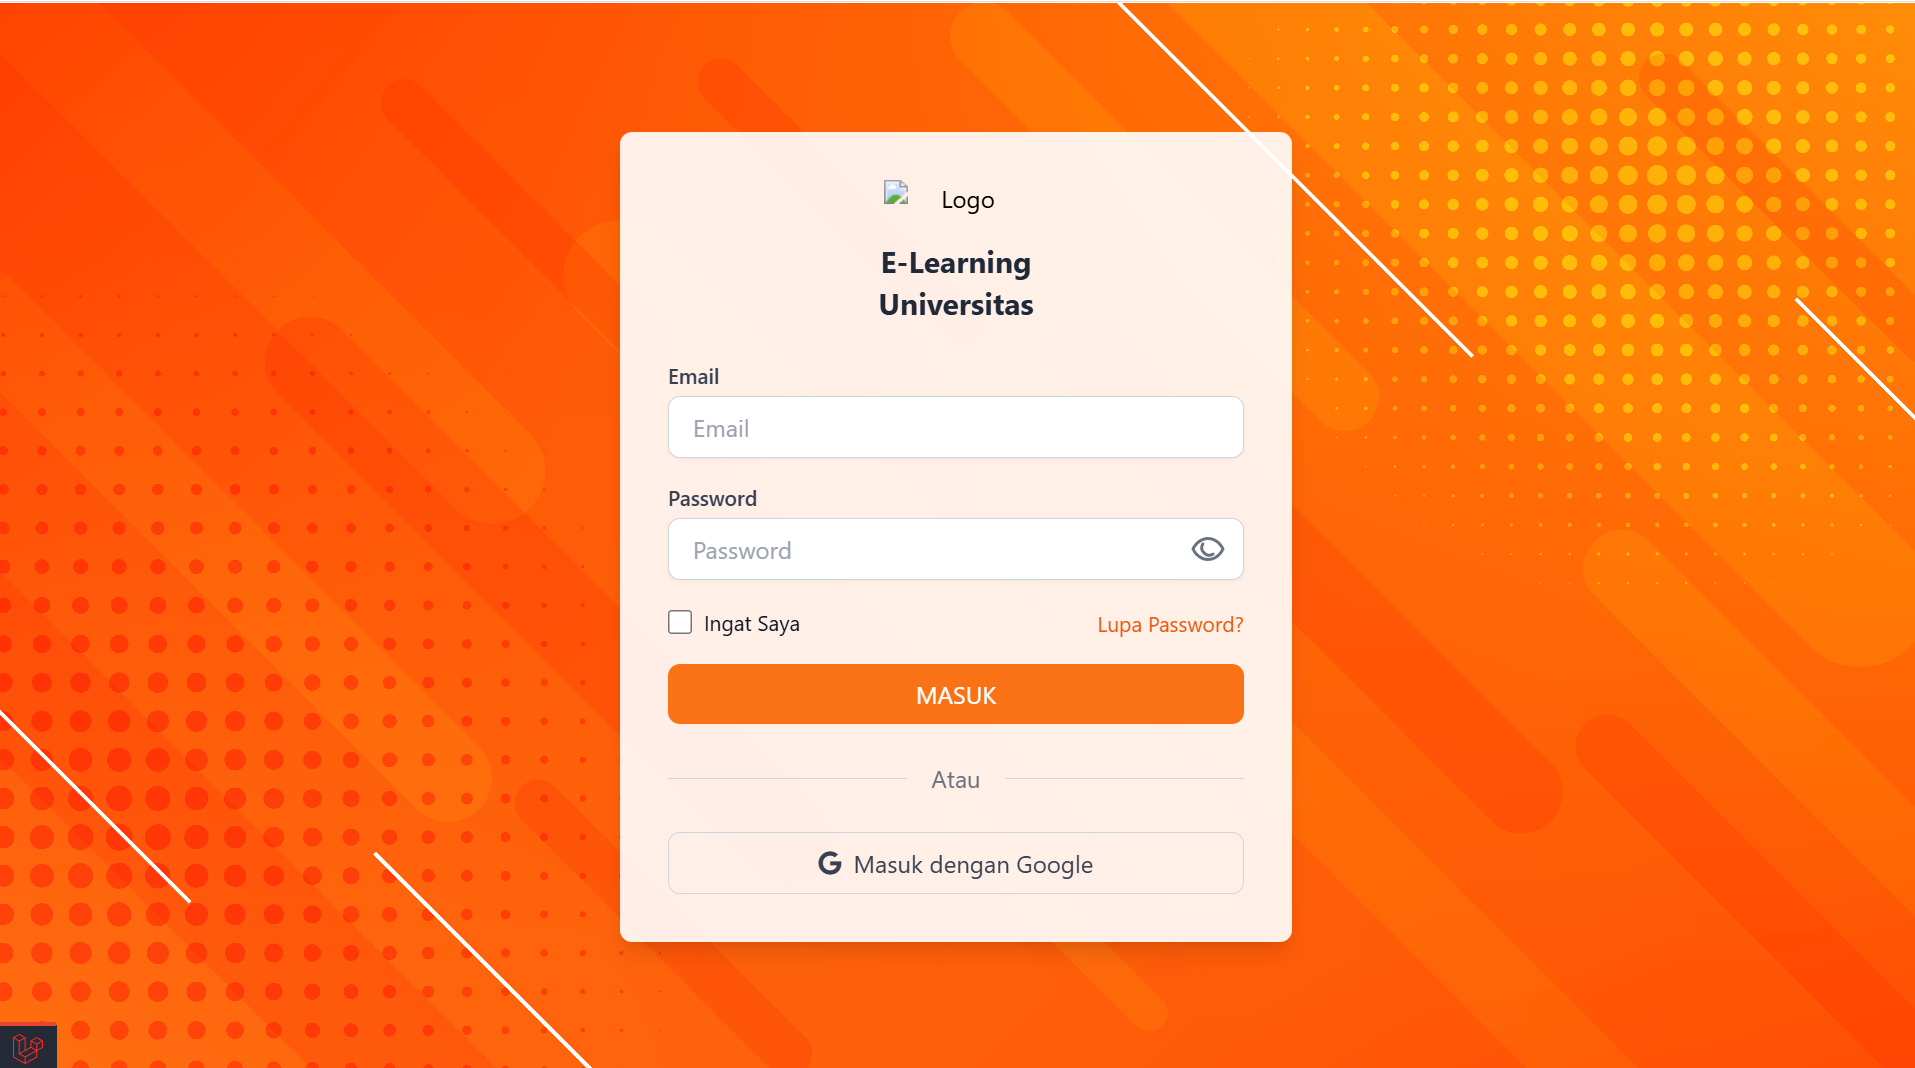 Logo
E-Learning
Universitas
Email
Email
Password
Password
Ingat Saya
Lupa Password?
MASUK
Atau
Masuk dengan Google